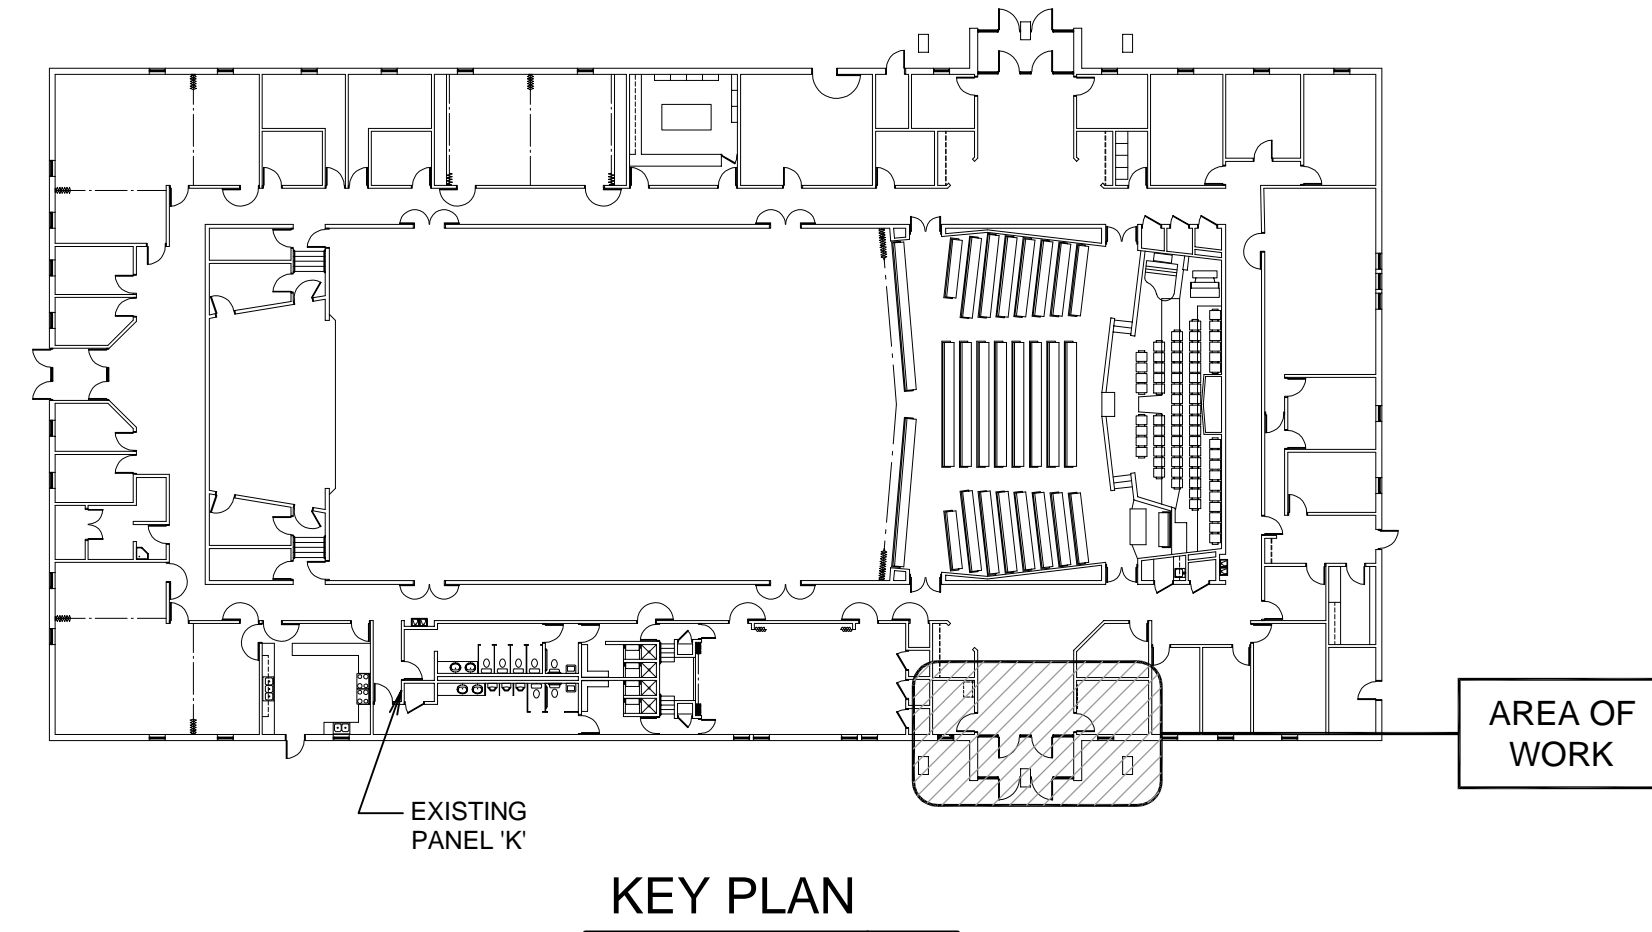 AREA OF
WORK
EXISTING
PANEL 'K'
KEY PLAN